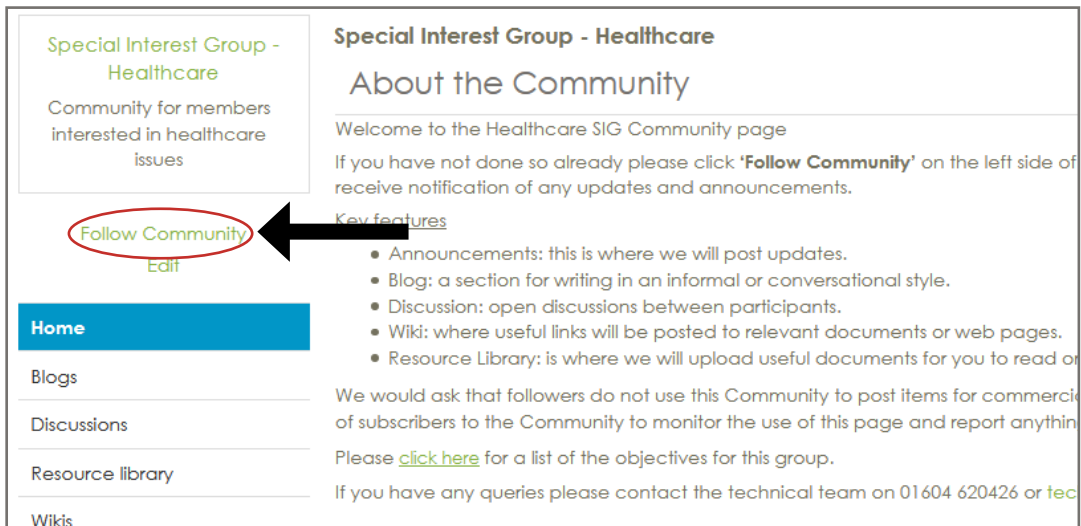 Special Interest Group -
Healthcare
Community for members
interested in healthcare
issues
Follow Community
Edit
Home
Blogs
Discussions
Resource library
Wikis
Special Interest Group - Healthcare
About the Community
Welcome to the Healthcare SIG Community page
If you have not done so already please click ‘Follow Community’ on the left side of
receive notification of any updates and announcements.
Key features
• Announcements: this is where we will post updates.
• Blog: a section for writing in an informal or conversational style.
• Discussion: open discussions between participants.
• Wiki: where useful links will be posted to relevant documents or web pages.
• Resource Library: is where we will upload useful documents for you to read or
We would ask that followers do not use this Community to post items for commerci
of subscribers to the Community to monitor the use of this page and report anythin
Please click here for a list of the objectives for this group.
If you have any queries please contact the technical team on 01604 620426 or tec